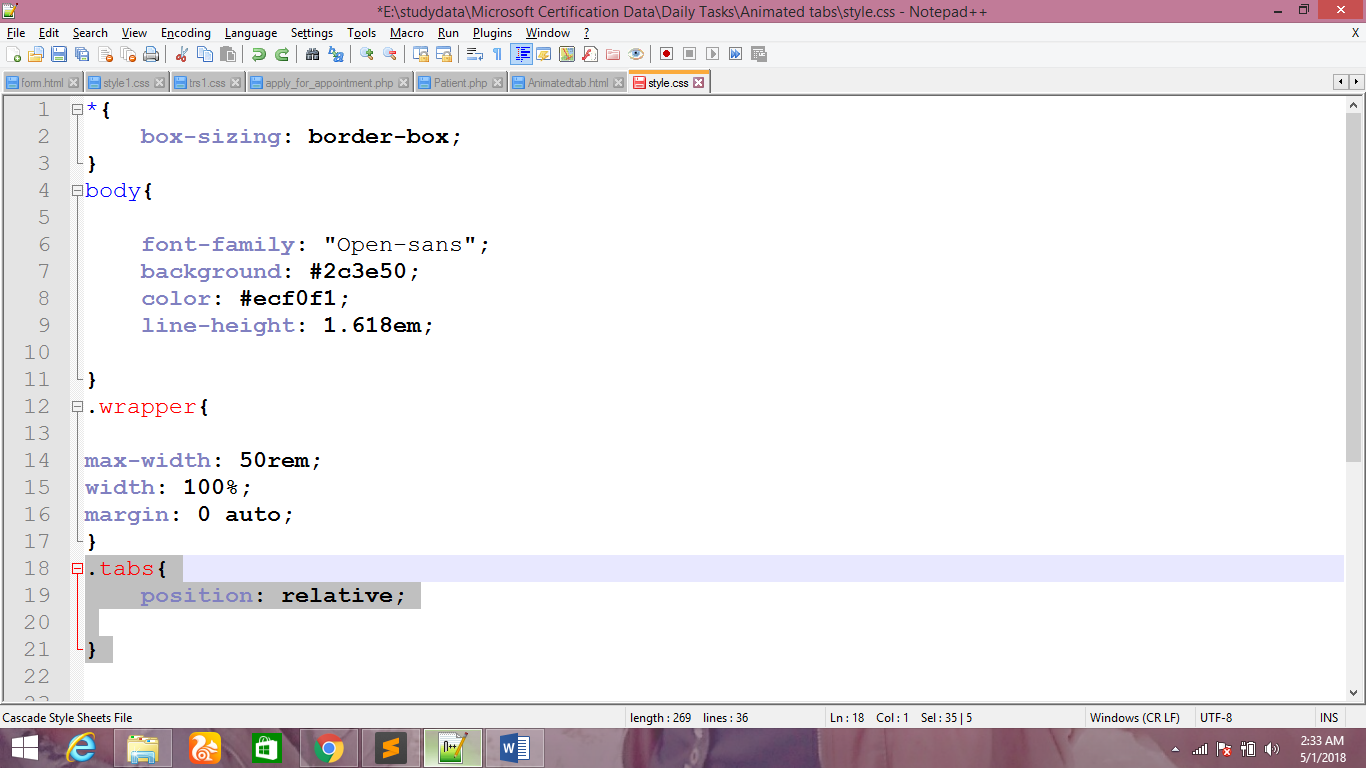 *E:\studydata\Microsoft Certification Data\Daily Tasks\Animated tabs\style.css - Notepad++
File Edit Search View Encoding Language Settings Tools Macro Run Plugins Window ? X
form.html style1.css trs1.css apply_for_appointment.php Patient.php Animatedtab.html style.css
1 *{
2 box-sizing: border-box;
3 }
4 body{
5
6 font-family: "Open-sans";
7 background: #2c3e50;
8 color: #ecf0f1;
9 line-height: 1.618em;
10
11 }
12 .wrapper{
13
14 max-width: 50rem;
15 width: 100%;
16 margin: 0 auto;
17 }
18 .tabs{
19 position: relative;
20
21 }
22
Cascade Style Sheets File length : 269 lines : 36 Ln : 18 Col : 1 Sel : 35 | 5 Windows (CR LF) UTF-8 INS
2:33 AM
5/1/2018